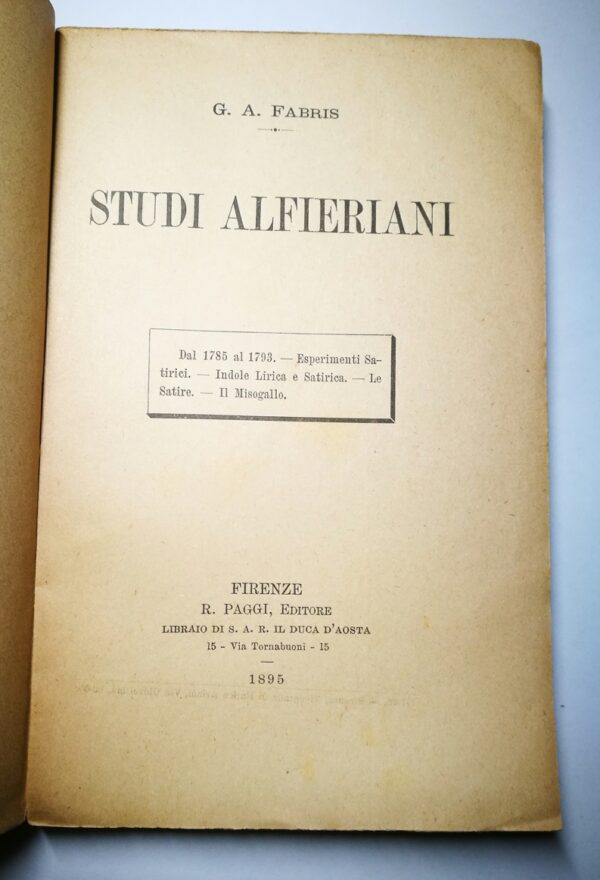 G. A. FABRIS
STUDI ALFIERIANI
Dal 1785 al 1793. — Esperimenti Sa-
tirici. — Indole Lirica e Satirica. — Le
Satire. — Il Misogallo.
FIRENZE
R. PAGGI, EDITORE
LIBRAIO DI S. A. R. IL DUCA D'AOSTA
15 - Via Tornabuoni - 15
1895